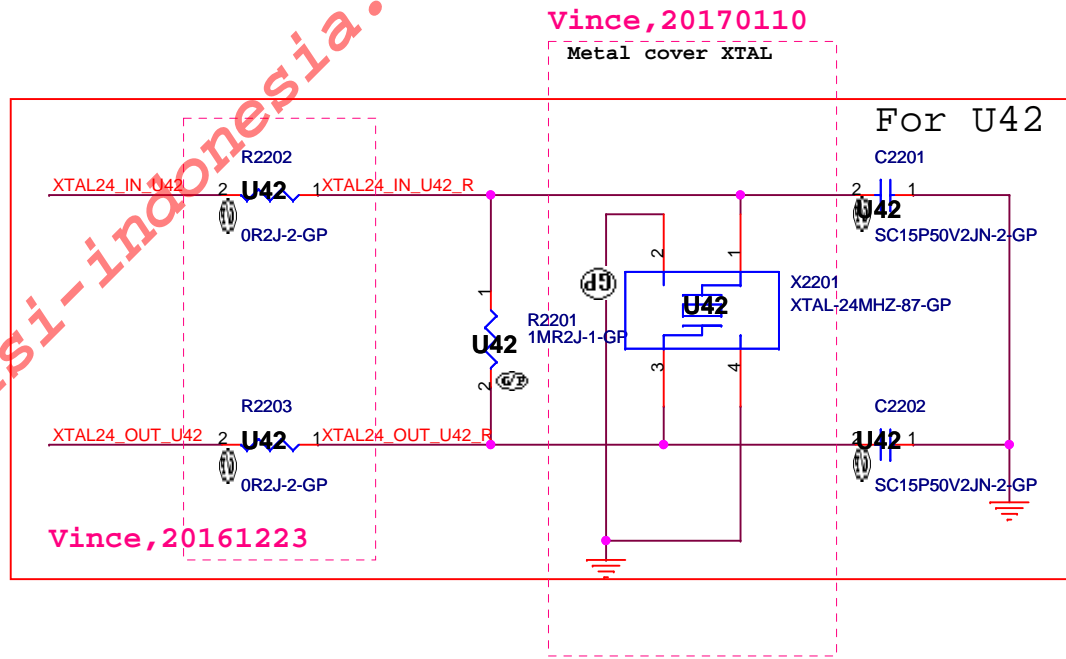 Vince,20170110
Metal cover XTAL
For U42
si-indonesia.
R2202
C2201
XTAL24_IN_U42
2
U42
1
XTAL24_IN_U42_R
2
U42
1
0R2J-2-GP
SC15P50V2JN-2-GP
2
1
GP
X2201
XTAL-24MHZ-87-GP
U42
1
R2201
1MR2J-1-GP
U42
2
G/P
3
4
R2203
C2202
XTAL24_OUT_U42
2
U42
1
XTAL24_OUT_U42_R
2
U42
1
0R2J-2-GP
SC15P50V2JN-2-GP
Vince,20161223